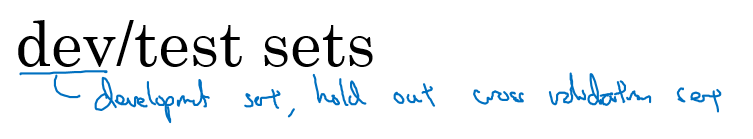 dev/test sets
development set, hold out cross validation set